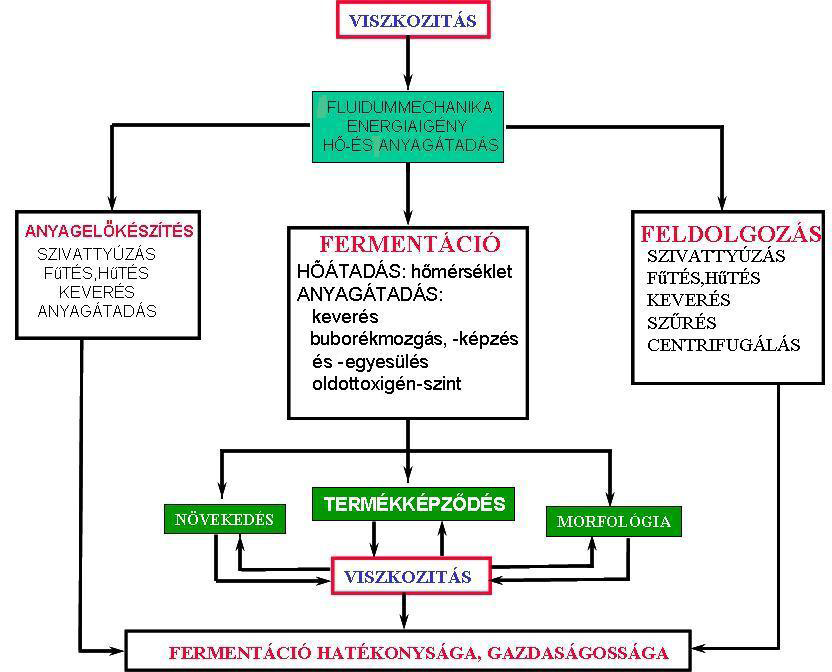 VISZKOZITÁS
FLUIDUMMECHANIKA
ENERGIAIGÉNY
HŐ-ÉS ANYAGÁTADÁS
ANYAGELŐKÉSZÍTÉS
SZIVATTYÚZÁS
FűTÉS,HűTÉS
KEVERÉS
ANYAGÁTADÁS
FERMENTÁCIÓ
HŐÁTADÁS: hőmérséklet
ANYAGÁTADÁS:
keverés
buborékmozgás, -képzés
és -egyesülés
oldottoxigén-szint
FELDOLGOZÁS
SZIVATTYÚZÁS
FűTÉS,HűTÉS
KEVERÉS
SZŰRÉS
CENTRIFUGÁLÁS
NÖVEKEDÉS
TERMÉKKÉPZŐDÉS
MORFOLÓGIA
VISZKOZITÁS
FERMENTÁCIÓ HATÉKONYSÁGA, GAZDASÁGOSSÁGA